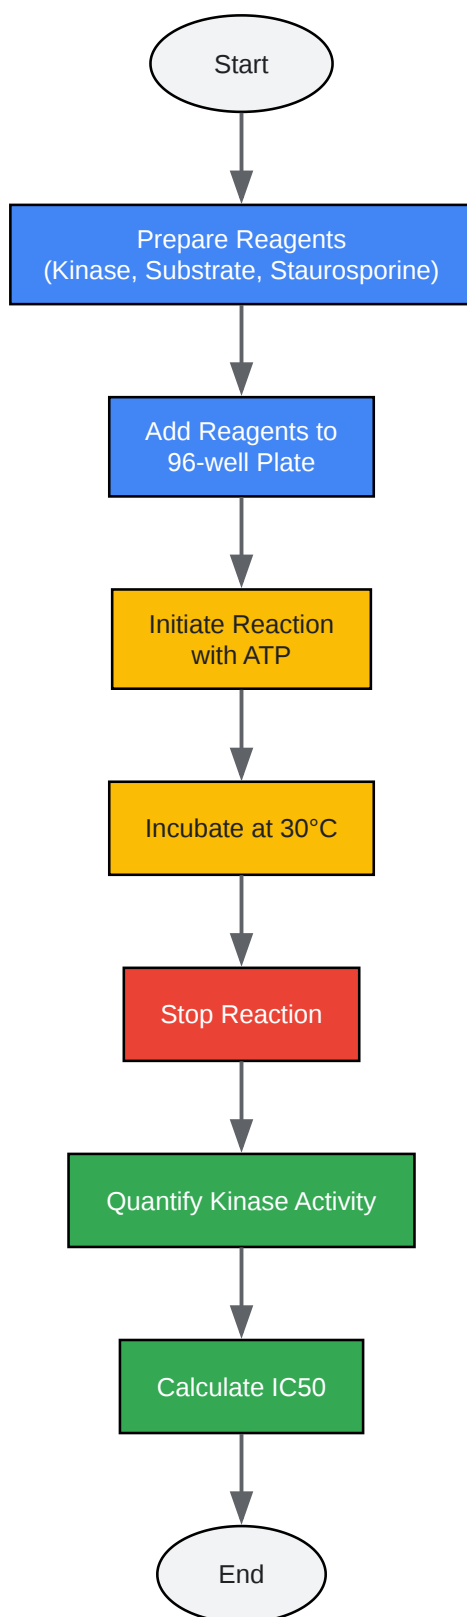 Start
Prepare Reagents
(Kinase, Substrate, Staurosporine)
Add Reagents to
96-well Plate
Initiate Reaction
with ATP
Incubate at 30°C
Stop Reaction
Quantify Kinase Activity
Calculate IC50
End